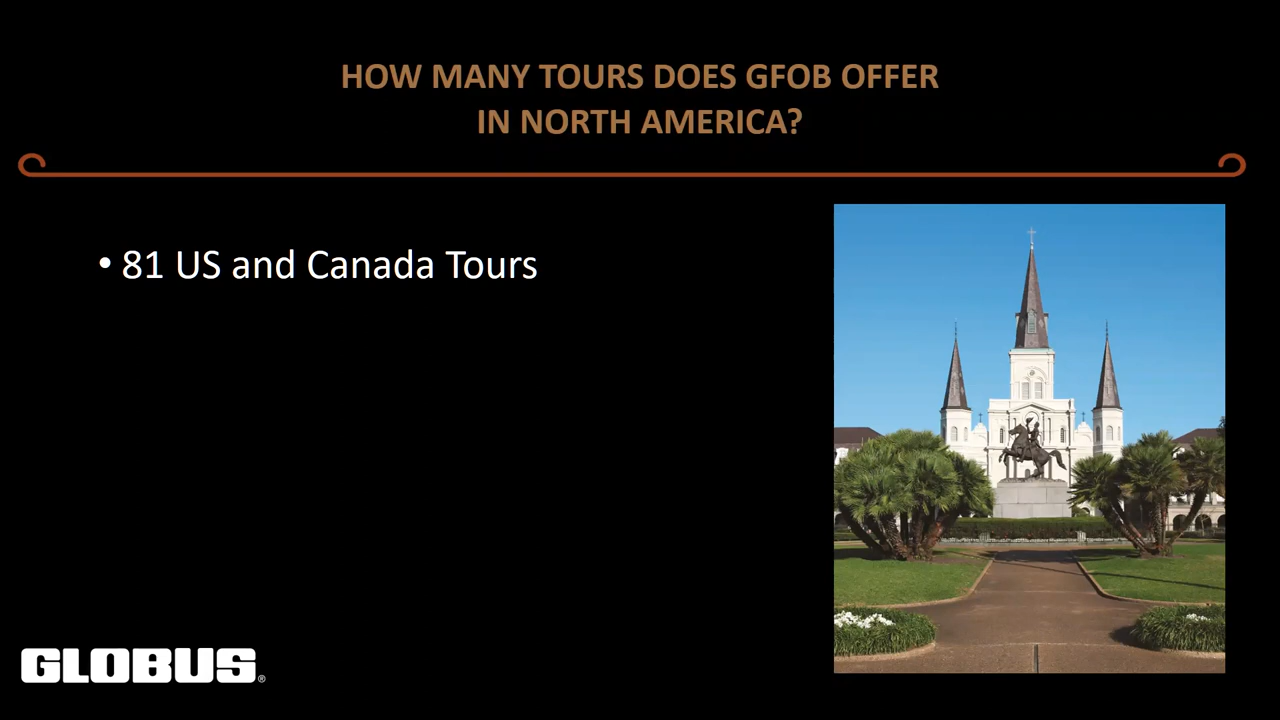 HOW MANY TOURS DOES GFOB OFFER
IN NORTH AMERICA?
• 81 US and Canada Tours
GLOBUS®